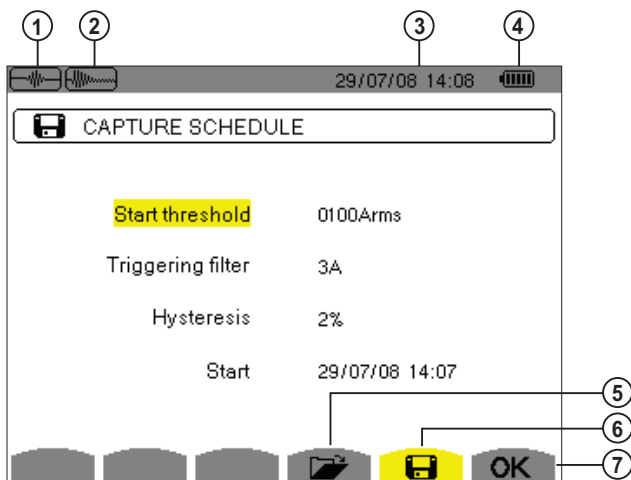 1 2 3 4
29/07/08 14:08
CAPTURE SCHEDULE
Start threshold 0100Arms
Triggering filter 3A
Hysteresis 2%
Start 29/07/08 14:07
5
6
OK 7